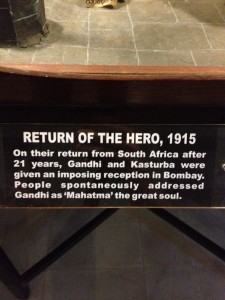 RETURN OF THE HERO, 1915
On their return from South Africa after
21 years, Gandhi and Kasturba were
given an imposing reception in Bombay.
People spontaneously addressed
Gandhi as 'Mahatma' the great soul.